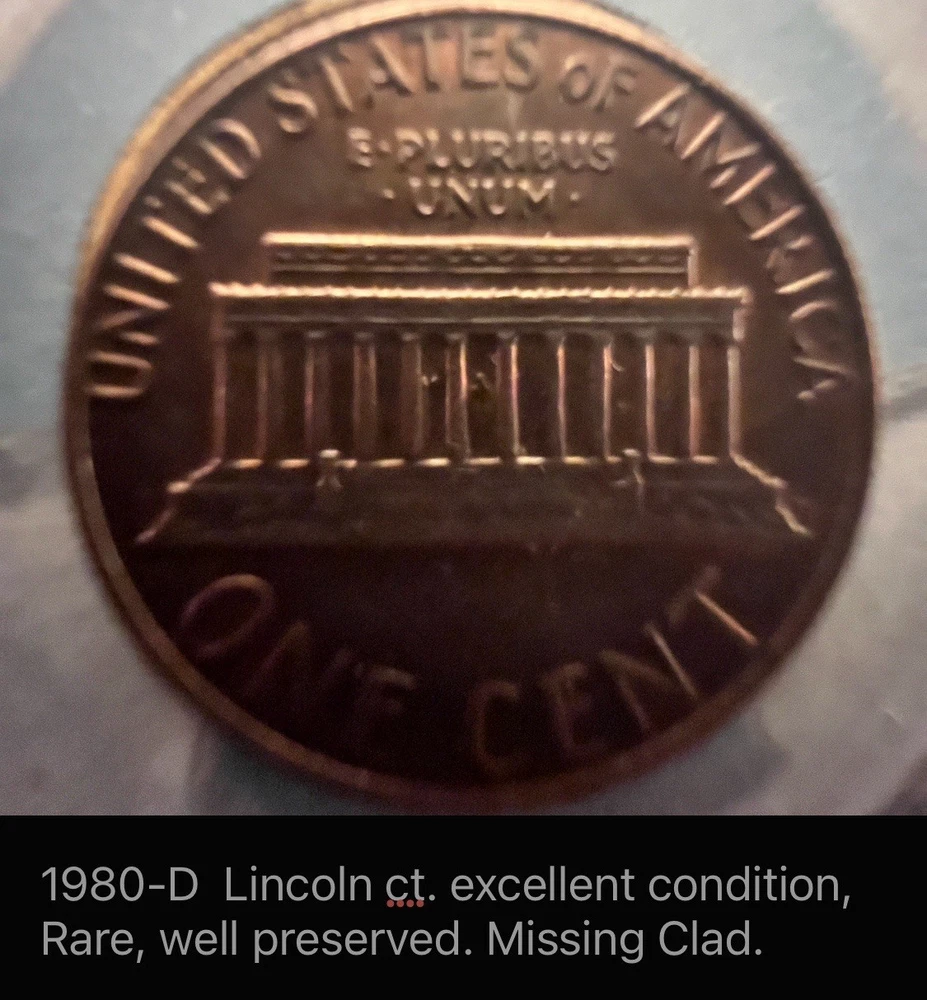 UNITED STATES OF AMERICA
E·PLURIBUS
·UNUM·
ONE CENT
1980-D  Lincoln ct. excellent condition,
Rare, well preserved. Missing Clad.